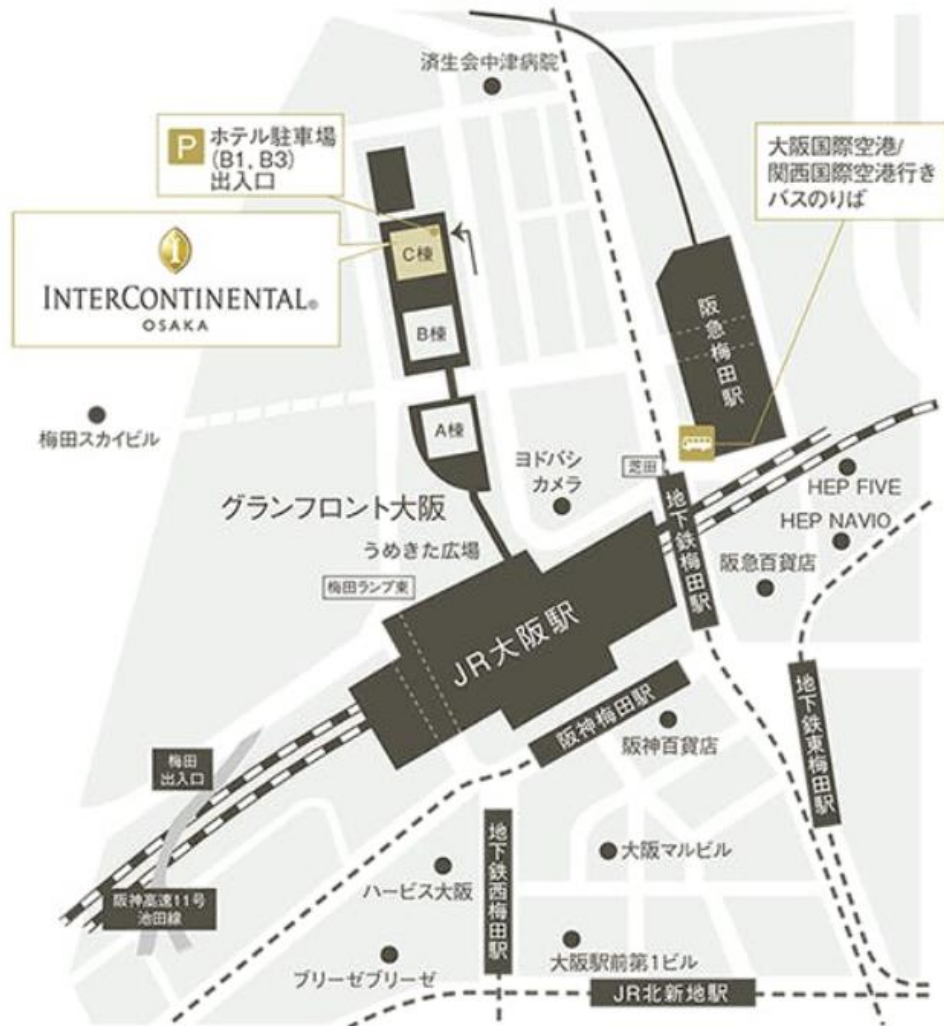 済生会中津病院
P ホテル駐車場
(B1, B3)
出入口
大阪国際空港/
関西国際空港行き
バスのりば
INTERCONTINENTAL®
OSAKA
C棟
B棟
A棟
阪急梅田駅
梅田スカイビル
ヨドバシ
カメラ
芝田
グランフロント大阪
うめきた広場
梅田ランプ東
HEP FIVE
HEP NAVIO
阪急百貨店
地下鉄梅田駅
JR大阪駅
阪神梅田駅
阪神百貨店
地下鉄東梅田駅
梅田
出入口
阪神高速11号
池田線
地下鉄西梅田駅
ハービス大阪
大阪マルビル
ブリーゼブリーゼ
大阪駅前第1ビル
JR北新地駅